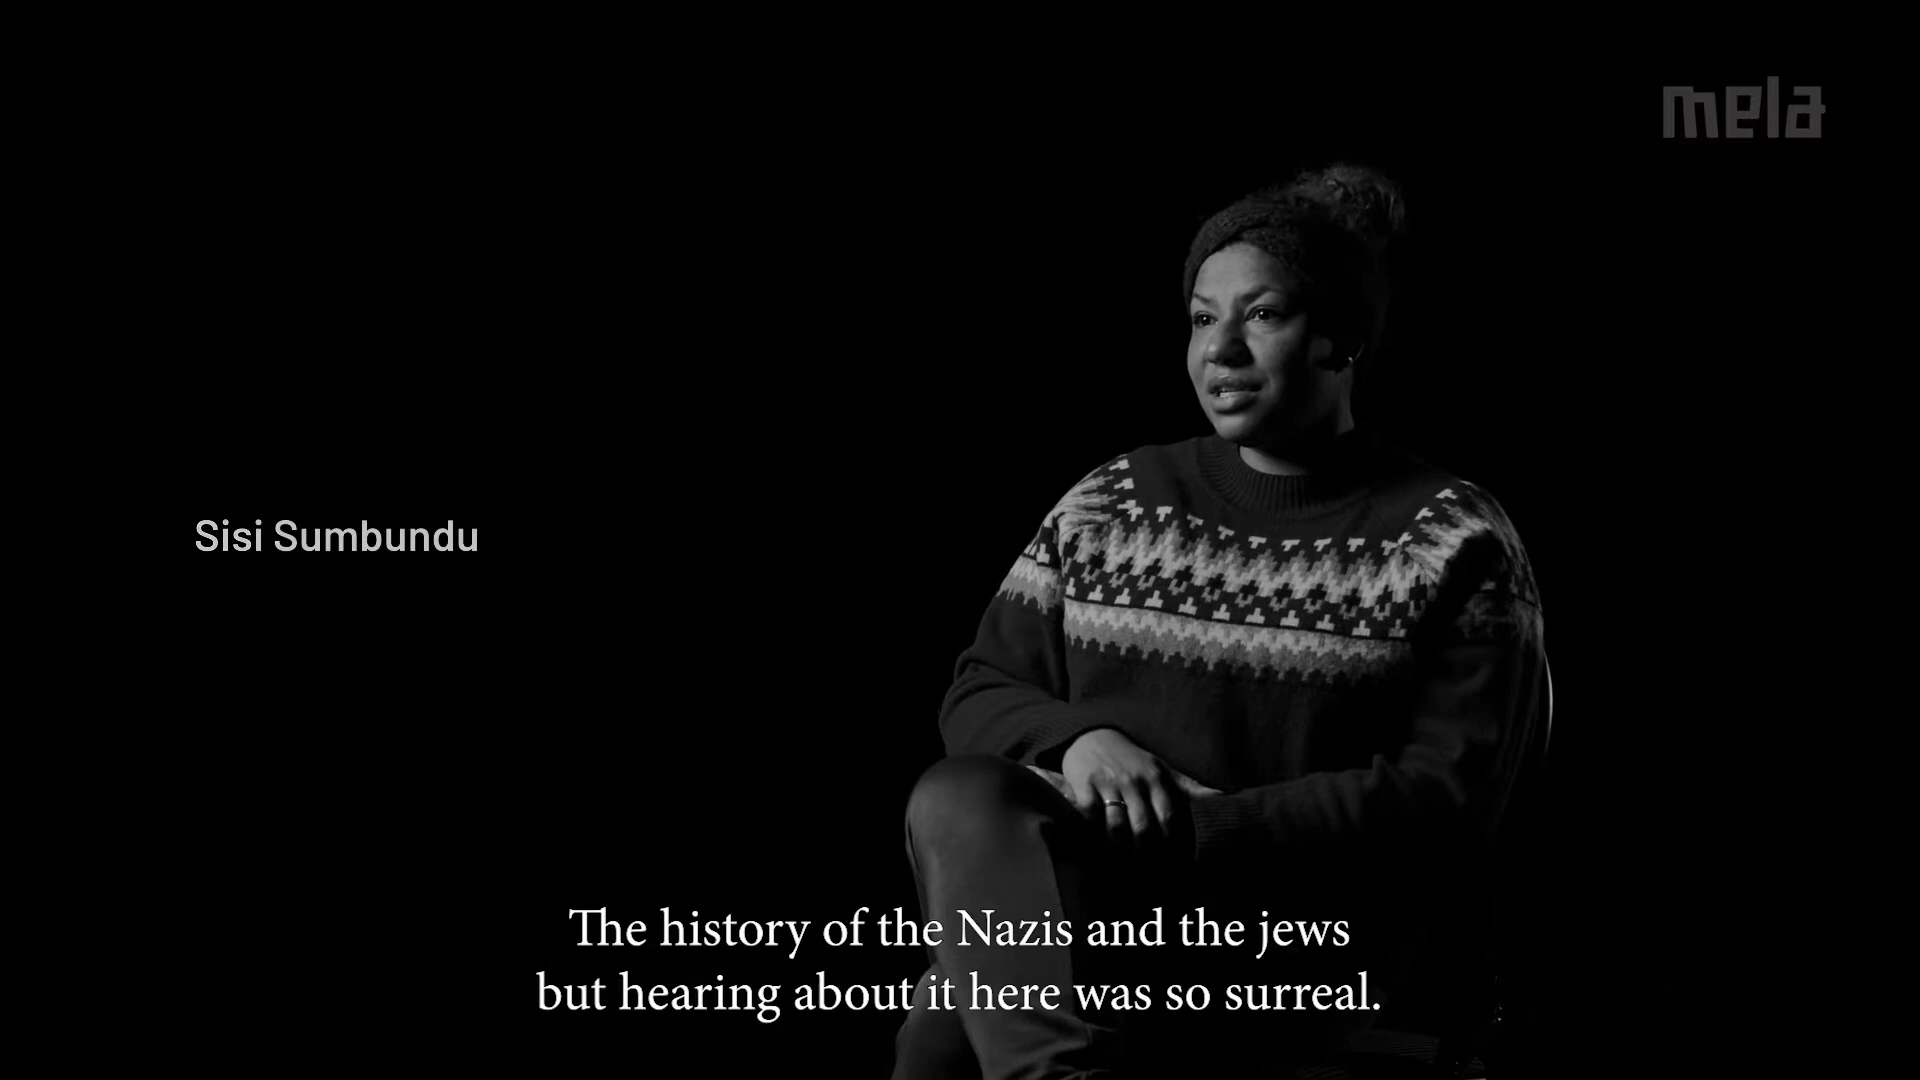 mela
Sisi Sumbundu
The history of the Nazis and the jews
but hearing about it here was so surreal.